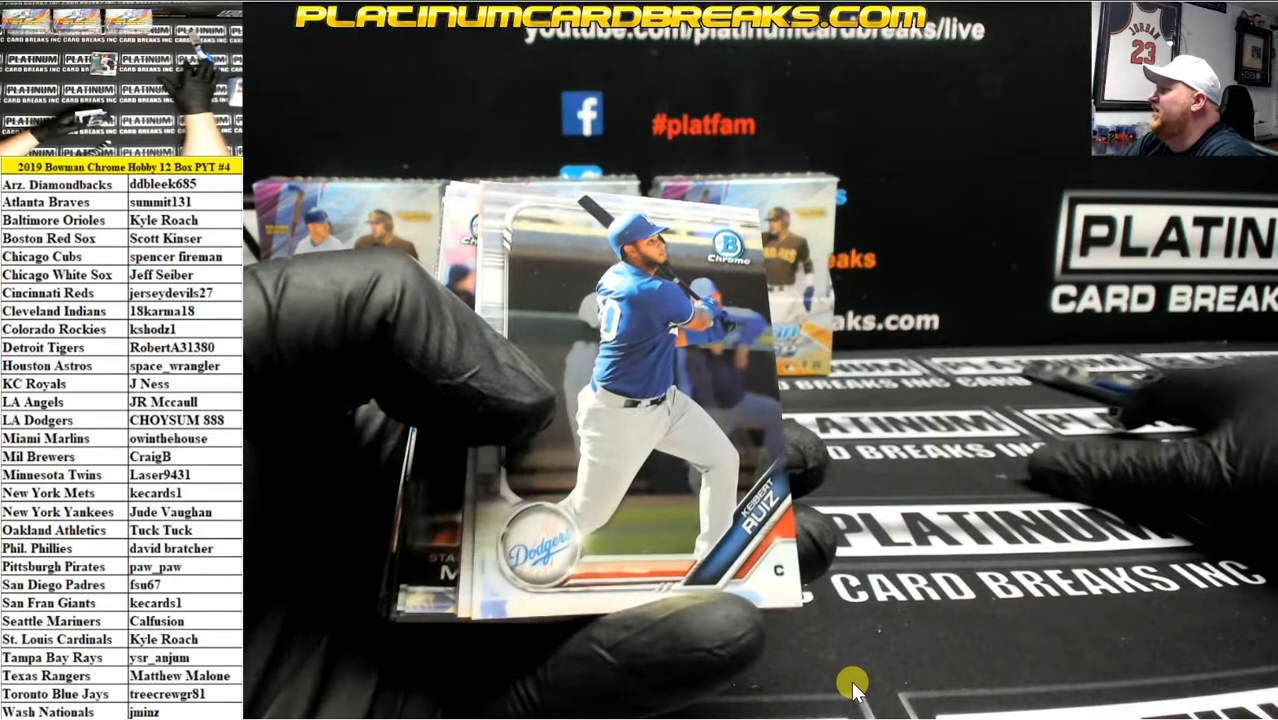 PLATINUMCARDBREAKS.COM
youtube.com/platinumcardbreaks/live
#platfam
JORDAN
23
2019 Bowman Chrome Hobby 12 Box PYT #4
Arz. Diamondbacks ddbleek685
Atlanta Braves summit131
Baltimore Orioles Kyle Roach
Boston Red Sox Scott Kinser
Chicago Cubs spencer fireman
Chicago White Sox Jeff Seiber
Cincinnati Reds jerseydevils27
Cleveland Indians 18karma18
Colorado Rockies kshodz1
Detroit Tigers RobertA31380
Houston Astros space_wrangler
KC Royals J Ness
LA Angels JR Mccaull
LA Dodgers CHOYSUM 888
Miami Marlins owinthehouse
Mil Brewers CraigB
Minnesota Twins Laser9431
New York Mets kecards1
New York Yankees Jude Vaughan
Oakland Athletics Tuck Tuck
Phil. Phillies david bratcher
Pittsburgh Pirates paw_paw
San Diego Padres fsu67
San Fran Giants kecards1
Seattle Mariners Calfusion
St. Louis Cardinals Kyle Roach
Tampa Bay Rays ysr_anjum
Texas Rangers Matthew Malone
Toronto Blue Jays treecrewgr81
Wash Nationals jminz
B
Chrome
KEIBERT
RUIZ
Dodgers
C
PLATIN
CARD BREAK
eaks
aks.com
PLATINUM
CARD BREAKS INC